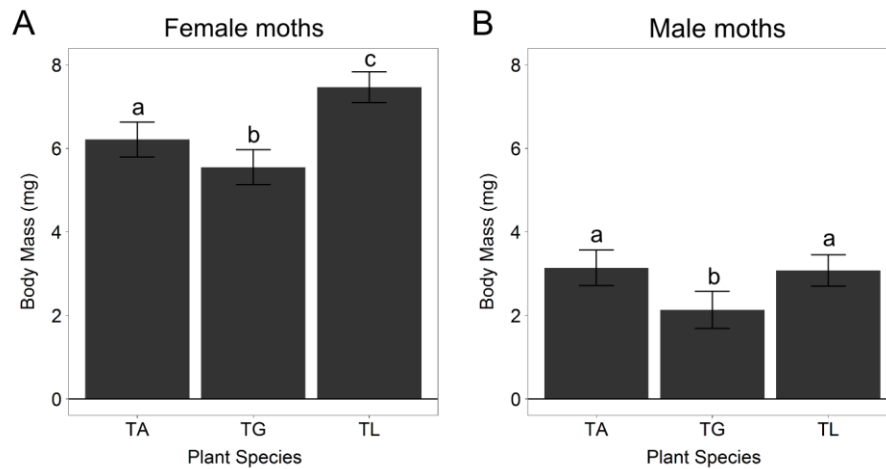 A
Female moths
8
6
4
2
0
Body Mass (mg)
a
b
c
TA TG TL
Plant Species
B
Male moths
8
6
4
2
0
Body Mass (mg)
a
b
a
TA TG TL
Plant Species